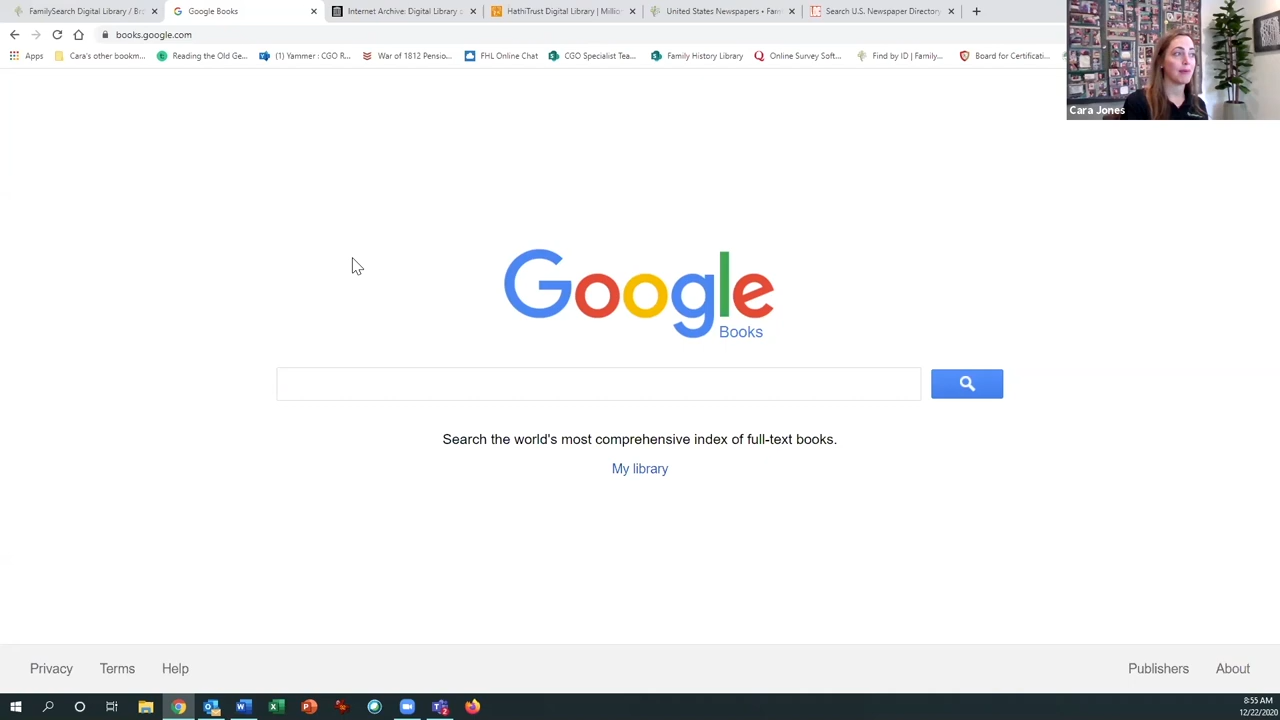 FamilySearch Digital Library / Bro
Google Books
Internet Archive: Digital Library o
HathiTrust Digital Library | Millio
United States Newspapers • Fam
Search U.S. Newspaper Directory,
books.google.com
Apps
Cara's other bookm...
Reading the Old Ge...
(1) Yammer : CGO R...
War of 1812 Pensio...
FHL Online Chat
CGO Specialist Tea...
Family History Library
Online Survey Soft...
Find by ID | Family...
Board for Certificati...
Cara Jones
Google
Books
Search the world's most comprehensive index of full-text books.
My library
Privacy
Terms
Help
Publishers
About
8:55 AM
12/22/2020